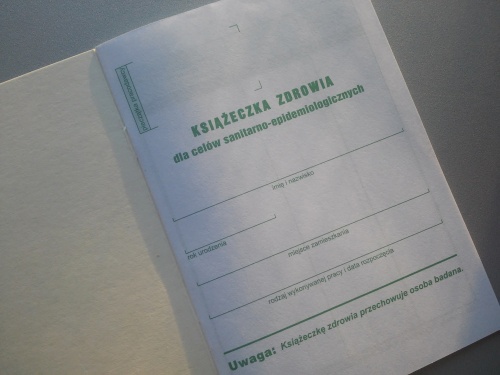 KSIĄŻECZKA ZDROWIA
dla celów sanitarno-epidemiologicznych
imię i nazwisko
rok urodzenia
miejsce zamieszkania
rodzaj wykonywanej pracy i data rozpoczęcia
Uwaga: Książeczkę zdrowia przechowuje osoba badana.